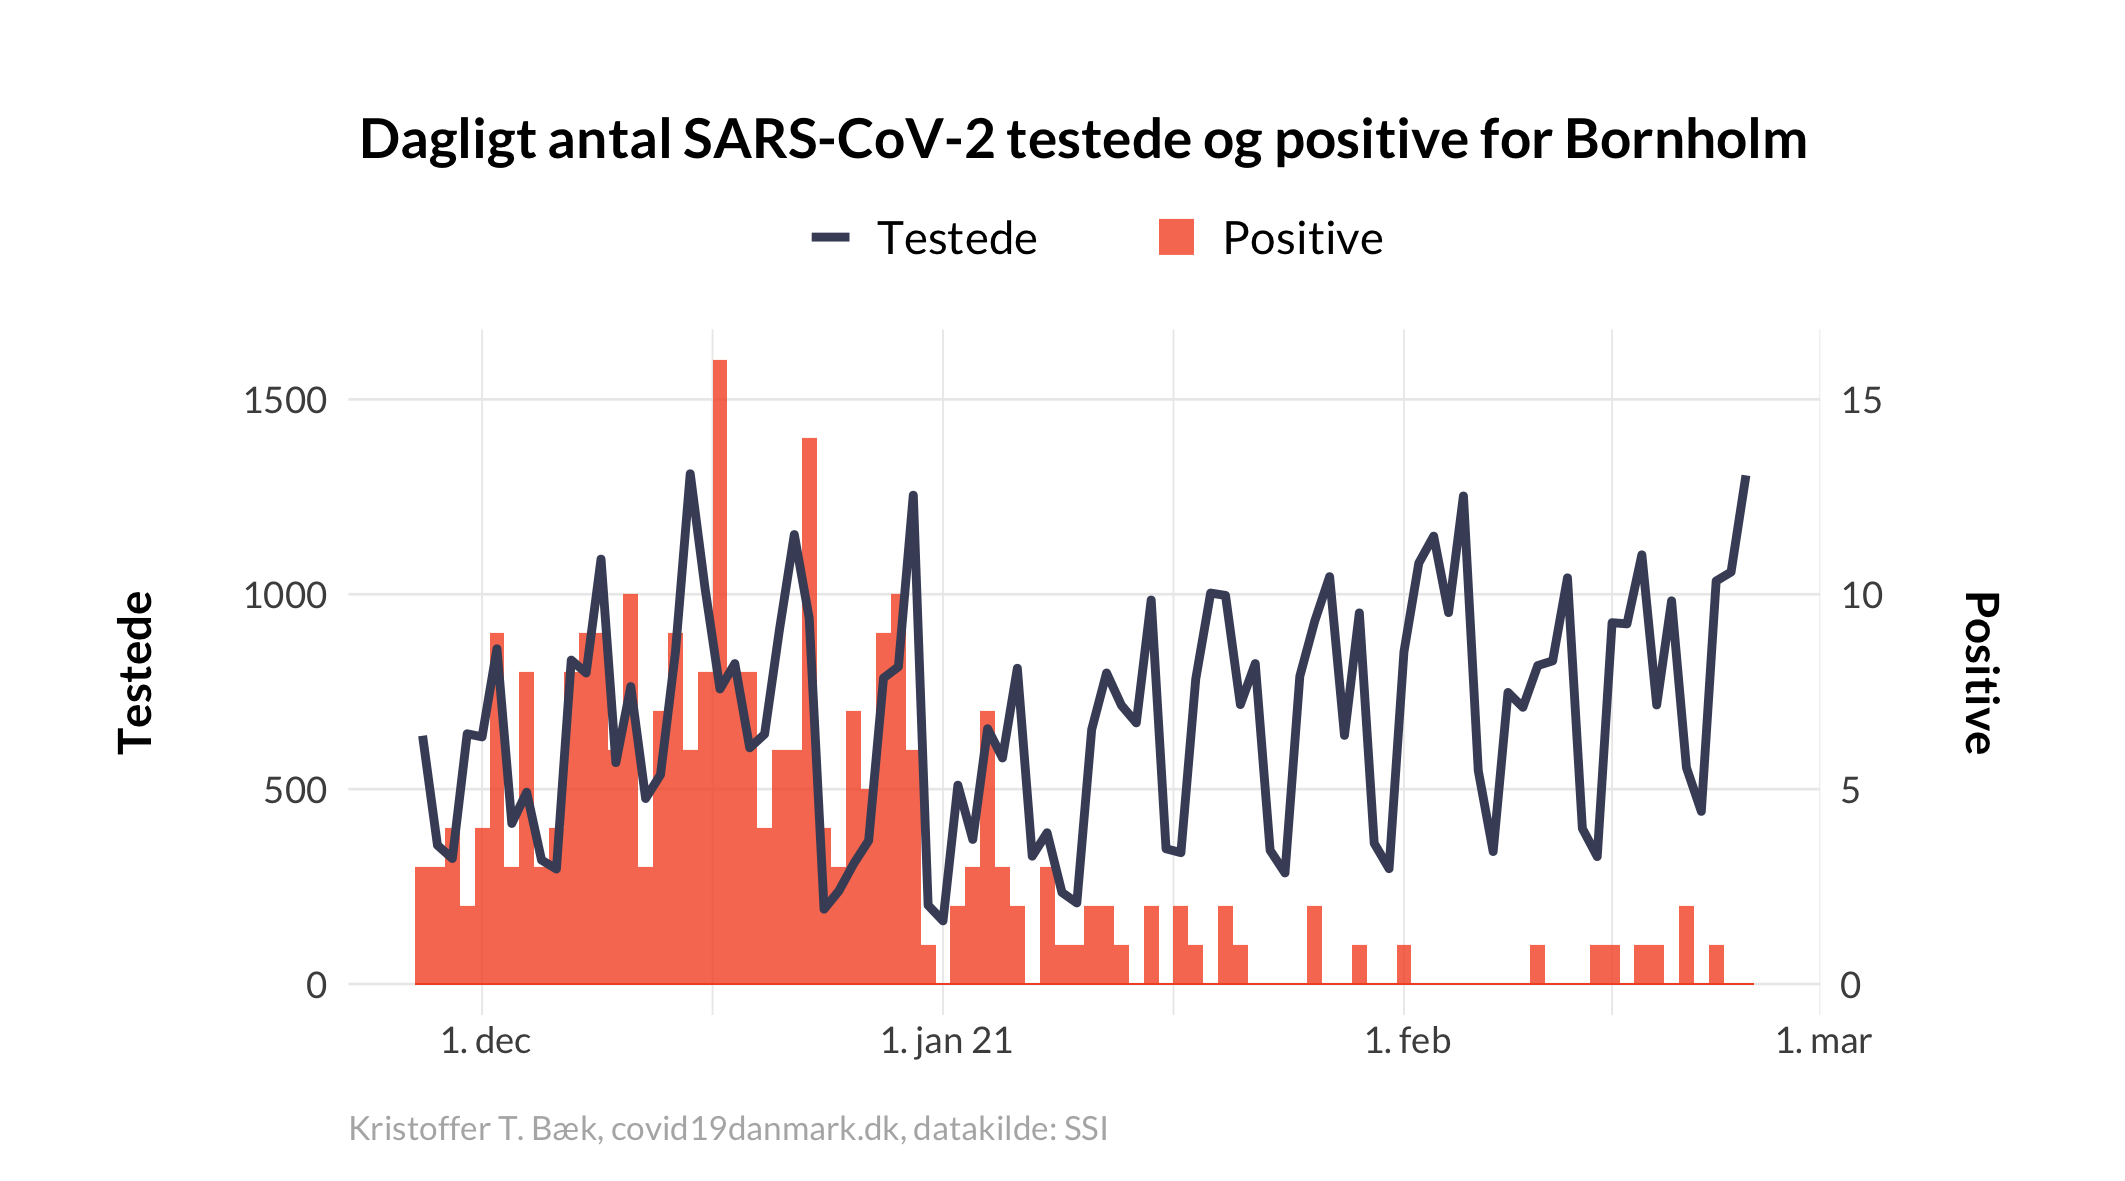 Dagligt antal SARS-CoV-2 testede og positive for Bornholm
Testede
Positive
1500
1000
500
0
15
10
5
0
Testede
Positive
1. dec
1. jan 21
1. feb
1. mar
Kristoffer T. Bæk, covid19danmark.dk, datakilde: SSI